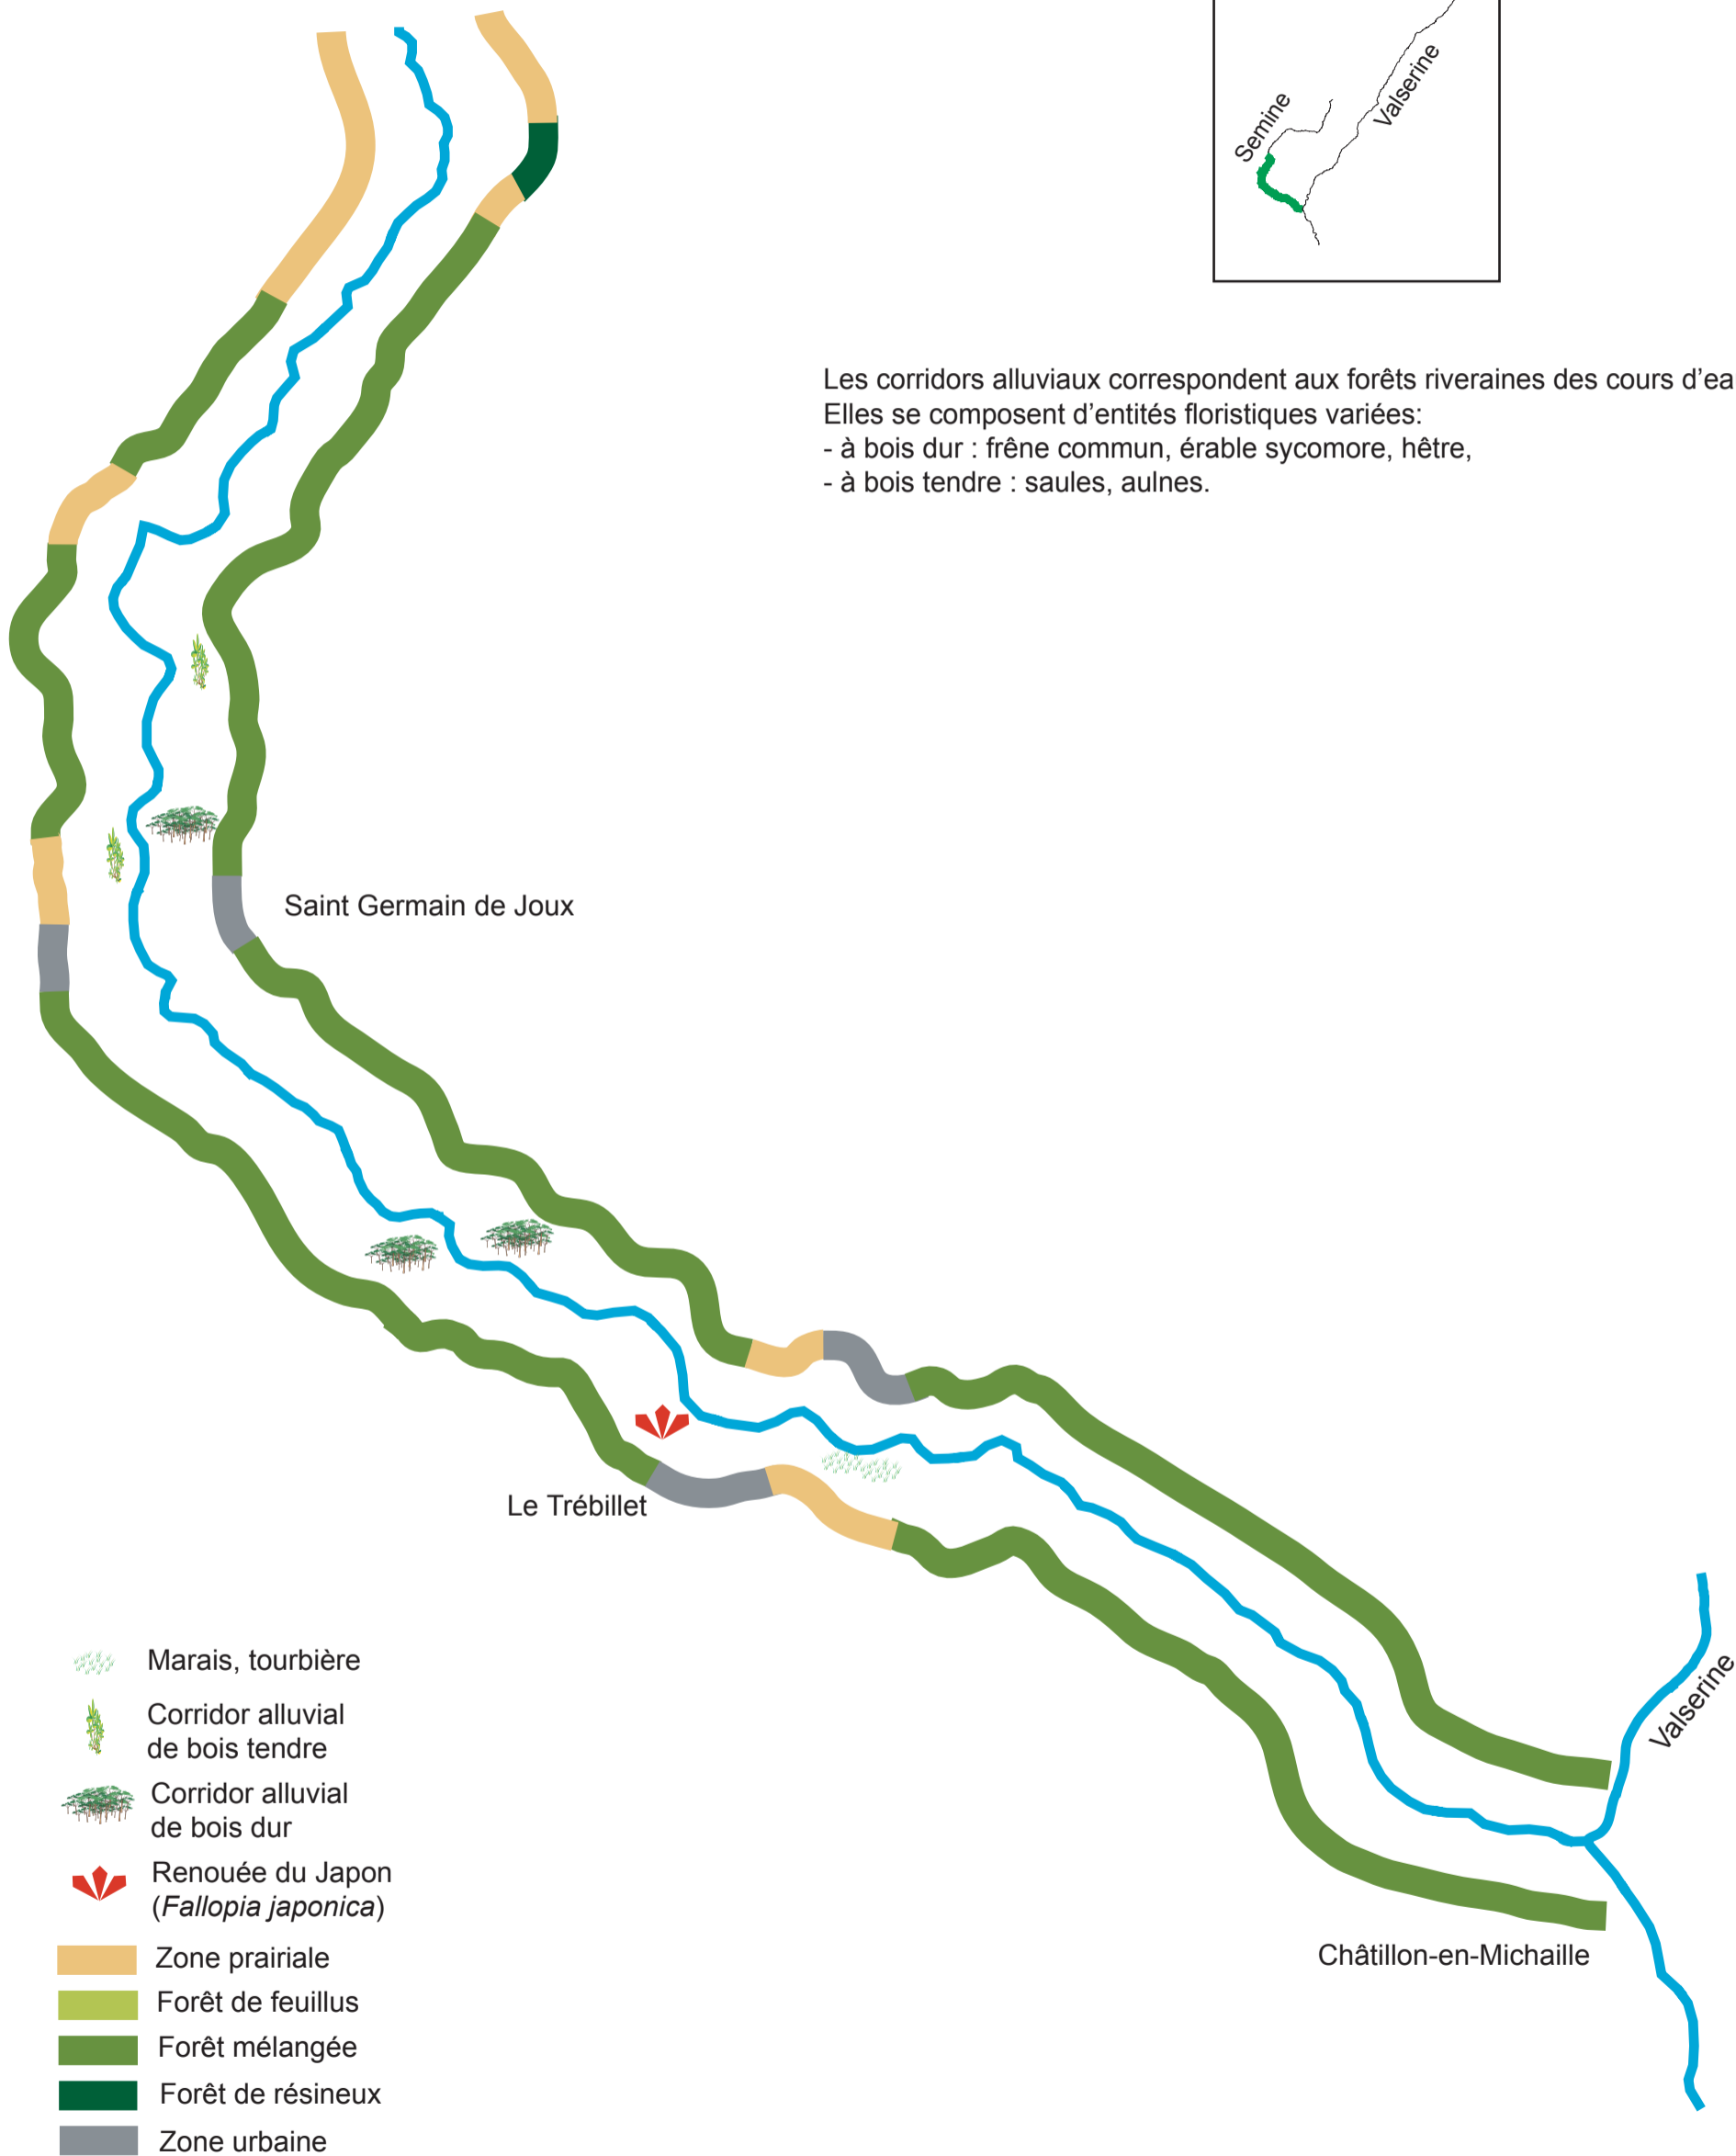 Semine
Valserine
Les corridors alluviaux correspondent aux forêts riveraines des cours d'ea
Elles se composent d'entités floristiques variées:
- à bois dur : frêne commun, érable sycomore, hêtre,
- à bois tendre : saules, aulnes.
Saint Germain de Joux
Le Trébillet
Valserine
Châtillon-en-Michaille
Marais, tourbière
Corridor alluvial
de bois tendre
Corridor alluvial
de bois dur
Renouée du Japon
(Fallopia japonica)
Zone prairiale
Forêt de feuillus
Forêt mélangée
Forêt de résineux
Zone urbaine